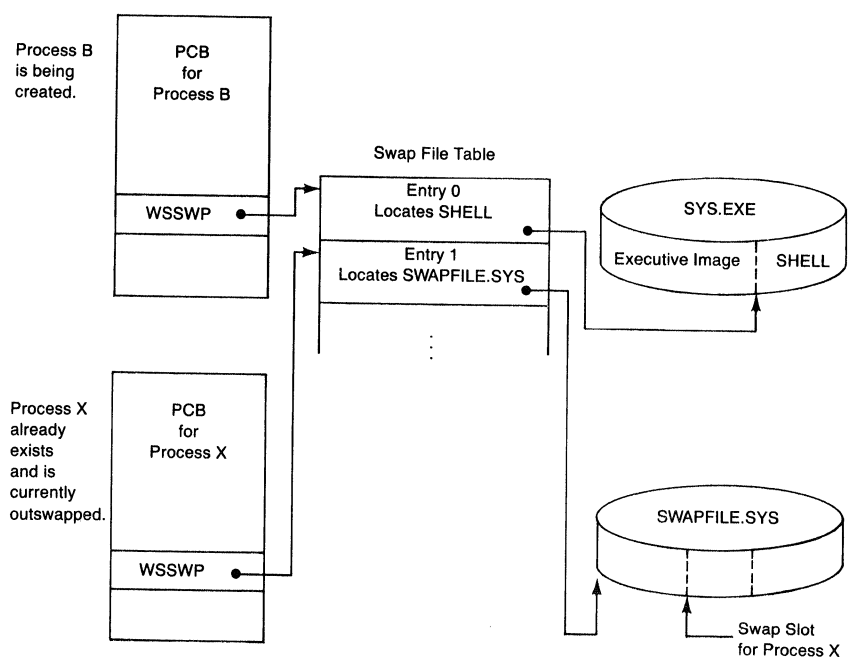 Process B
is being
created.
PCB
for
Process B
WSSWP
Swap File Table
Entry 0
Locates SHELL
Entry 1
Locates SWAPFILE.SYS
SYS.EXE
Executive Image
SHELL
Process X
already
exists
and is
currently
outswapped.
PCB
for
Process X
WSSWP
SWAPFILE.SYS
Swap Slot
for Process X